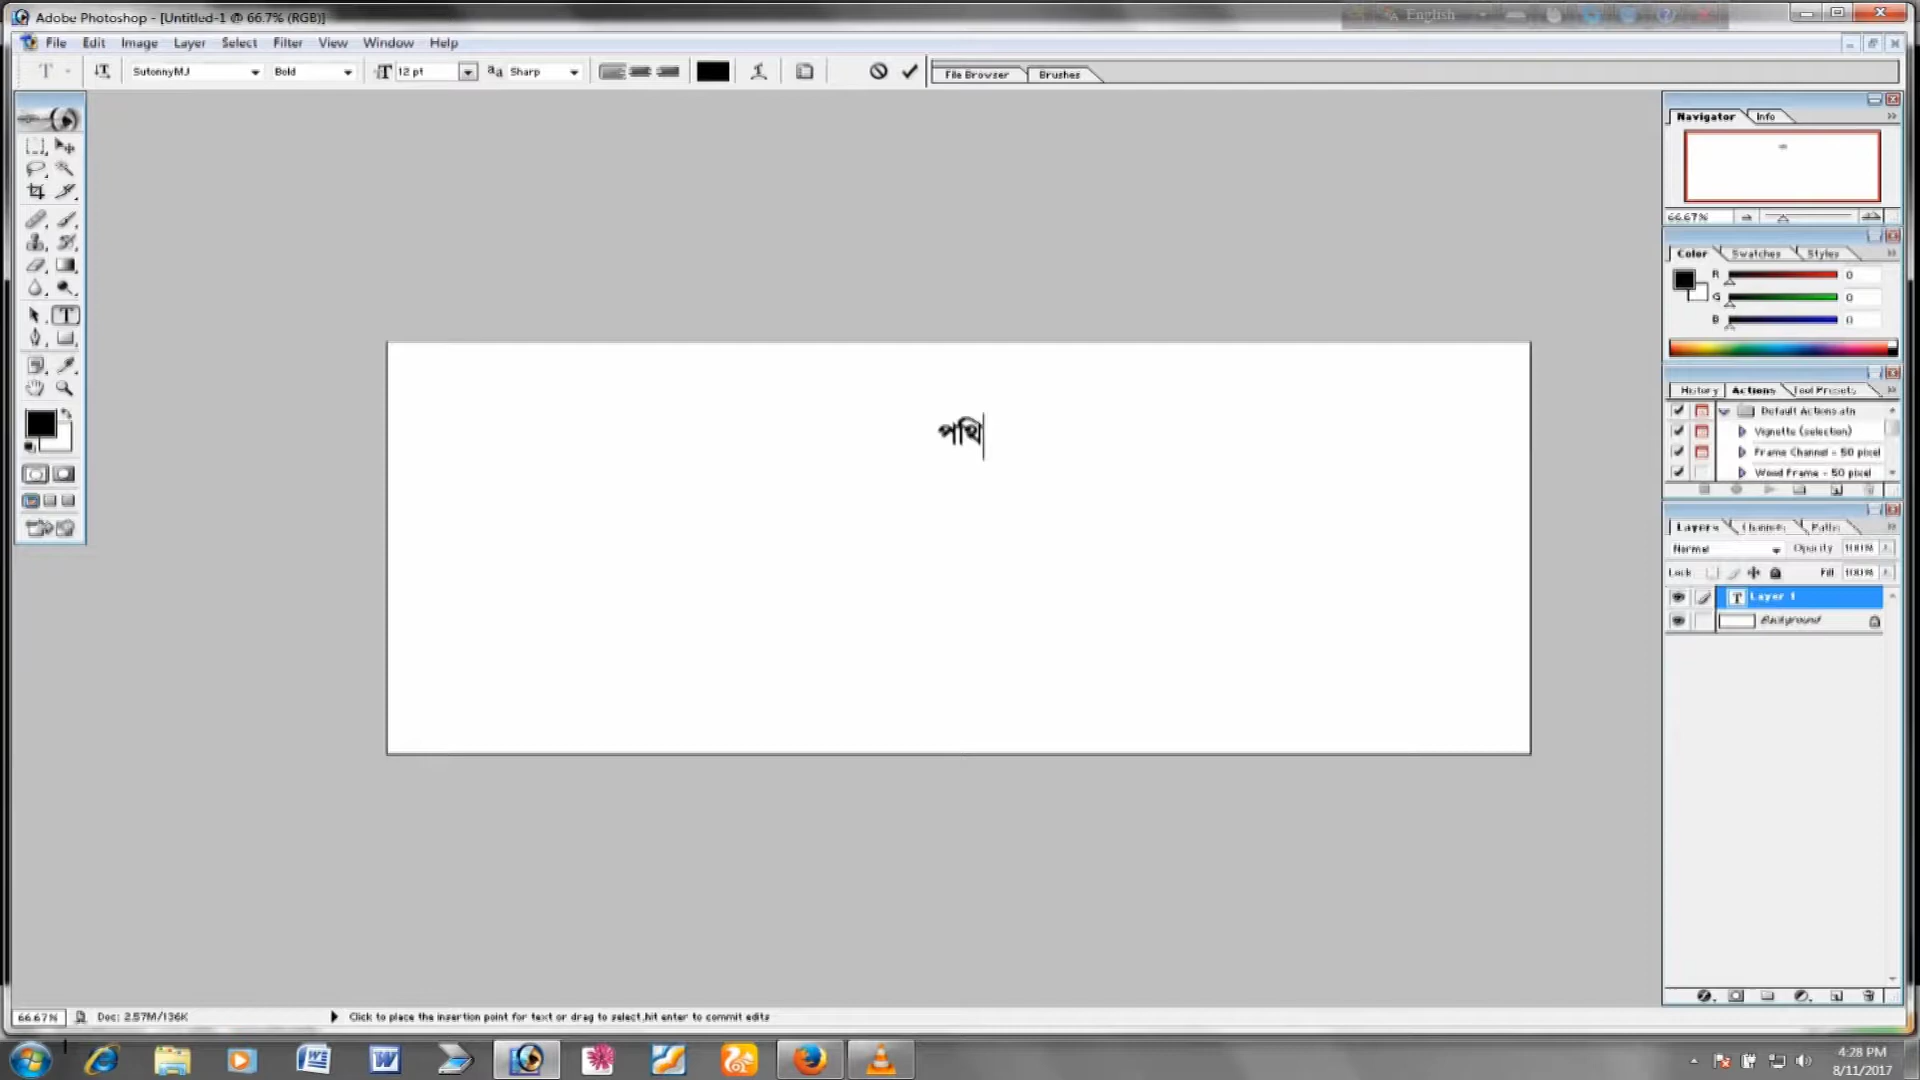 Adobe Photoshop - [Untitled-1 @ 66.7% (RGB)]
English
File Edit Image Layer Select Filter View Window Help
T SutonnyMJ Bold T 12 pt aa Sharp File Browser Brushes
Navigator Info
66.67%
Color Swatches Styles
R 0
G 0
B 0
History Actions Tool Presets
Default Actions.atn
Vignette (selection)
Frame Channel - 50 pixel
Wood Frame - 50 pixel
Layers Channels Paths
Normal Opacity 100%
Lock Fill 100%
T Layer 1
Background
পথি
66.67% Doc: 2.57M/136K Click to place the insertion point for text or drag to select,hit enter to commit edits
4:28 PM
8/11/2017